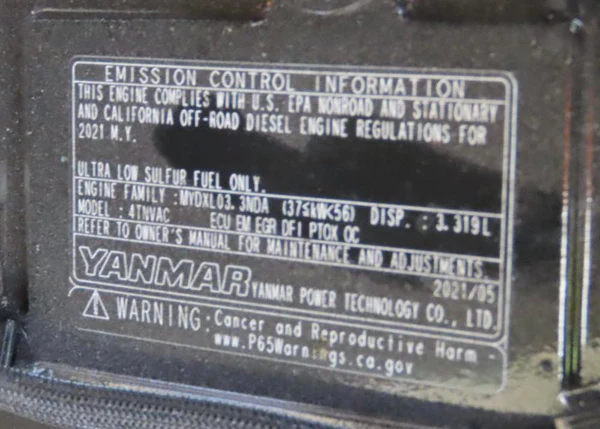 EMISSION CONTROL INFORMATION
THIS ENGINE COMPLIES WITH U.S. EPA NONROAD AND STATIONARY
AND CALIFORNIA OFF-ROAD DIESEL ENGINE REGULATIONS FOR
2021 M.Y.
ULTRA LOW SULFUR FUEL ONLY.
ENGINE FAMILY : MYDXL03.3NDA (37≤kW<56) DISP. : 3.319L
MODEL : 4TNVAC ECU EM EGR DFI PTOX OC
REFER TO OWNER'S MANUAL FOR MAINTENANCE AND ADJUSTMENTS.
2021/05
YANMAR YANMAR POWER TECHNOLOGY CO., LTD.
WARNING: Cancer and Reproductive Harm -
www.P65Warnings.ca.gov